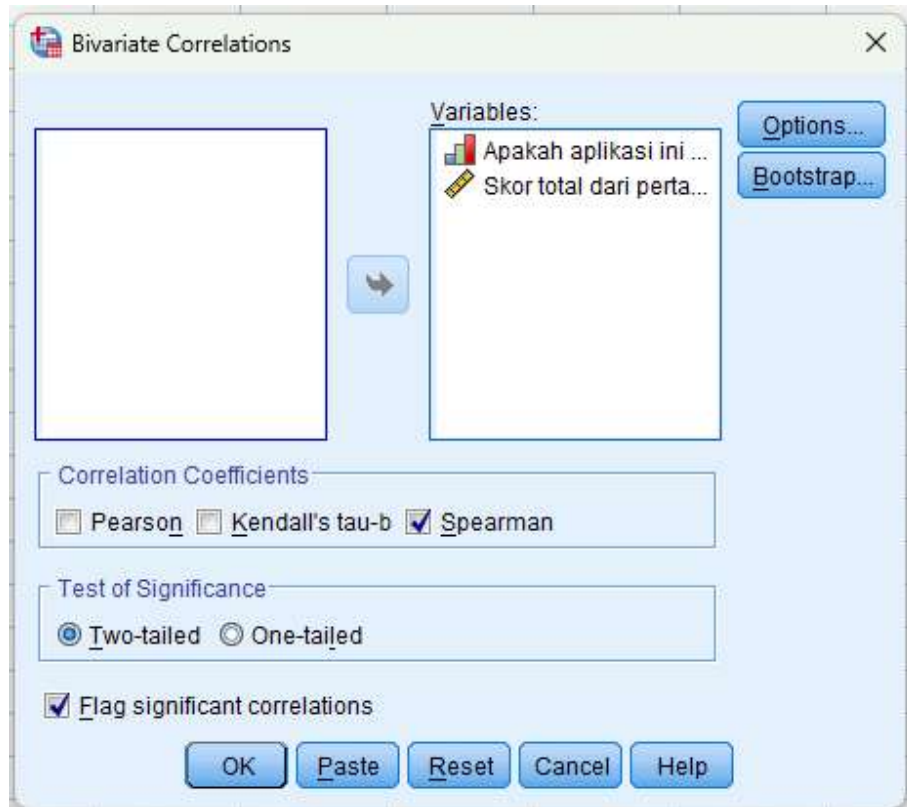 Bivariate Correlations
Variables:
Apakah aplikasi ini ...
Skor total dari perta...
Options...
Bootstrap...
Correlation Coefficients
Pearson Kendall's tau-b Spearman
Test of Significance
Two-tailed One-tailed
Flag significant correlations
OK Paste Reset Cancel Help